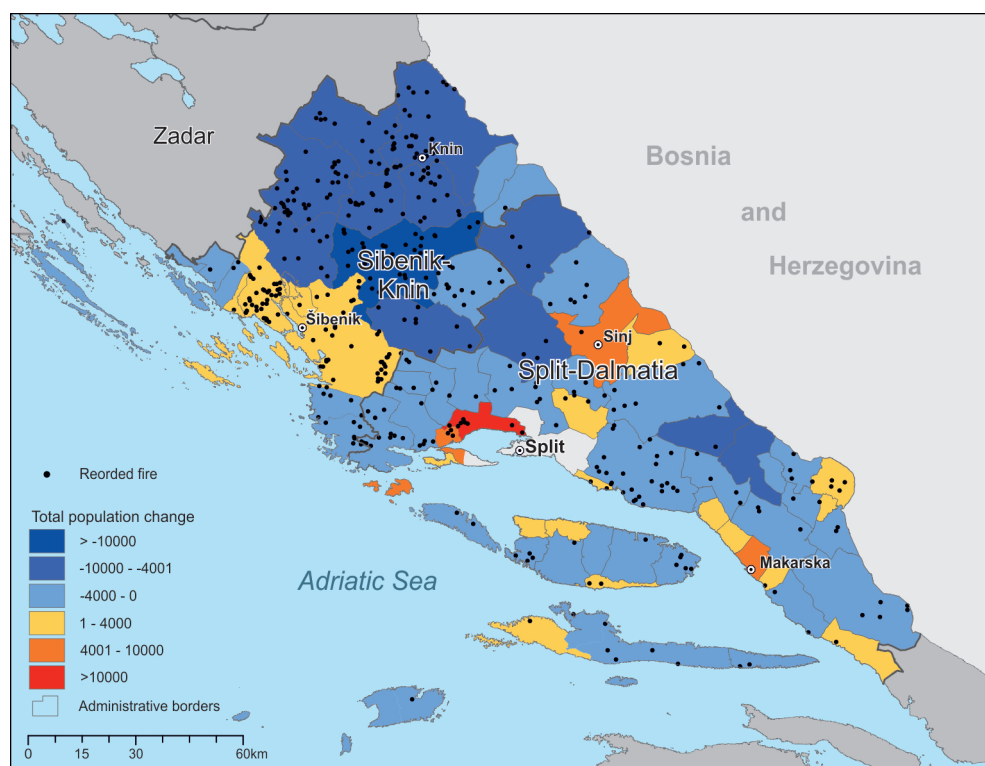 Zadar
Knin
Bosnia
and
Herzegovina
Sibenik-
Knin
Šibenik
Sinj
Split-Dalmatia
Split
Makarska
Adriatic Sea
Reorded fire
Total population change
> -10000
-10000 - -4001
-4000 - 0
1 - 4000
4001 - 10000
>10000
Administrative borders
0 15 30 60km